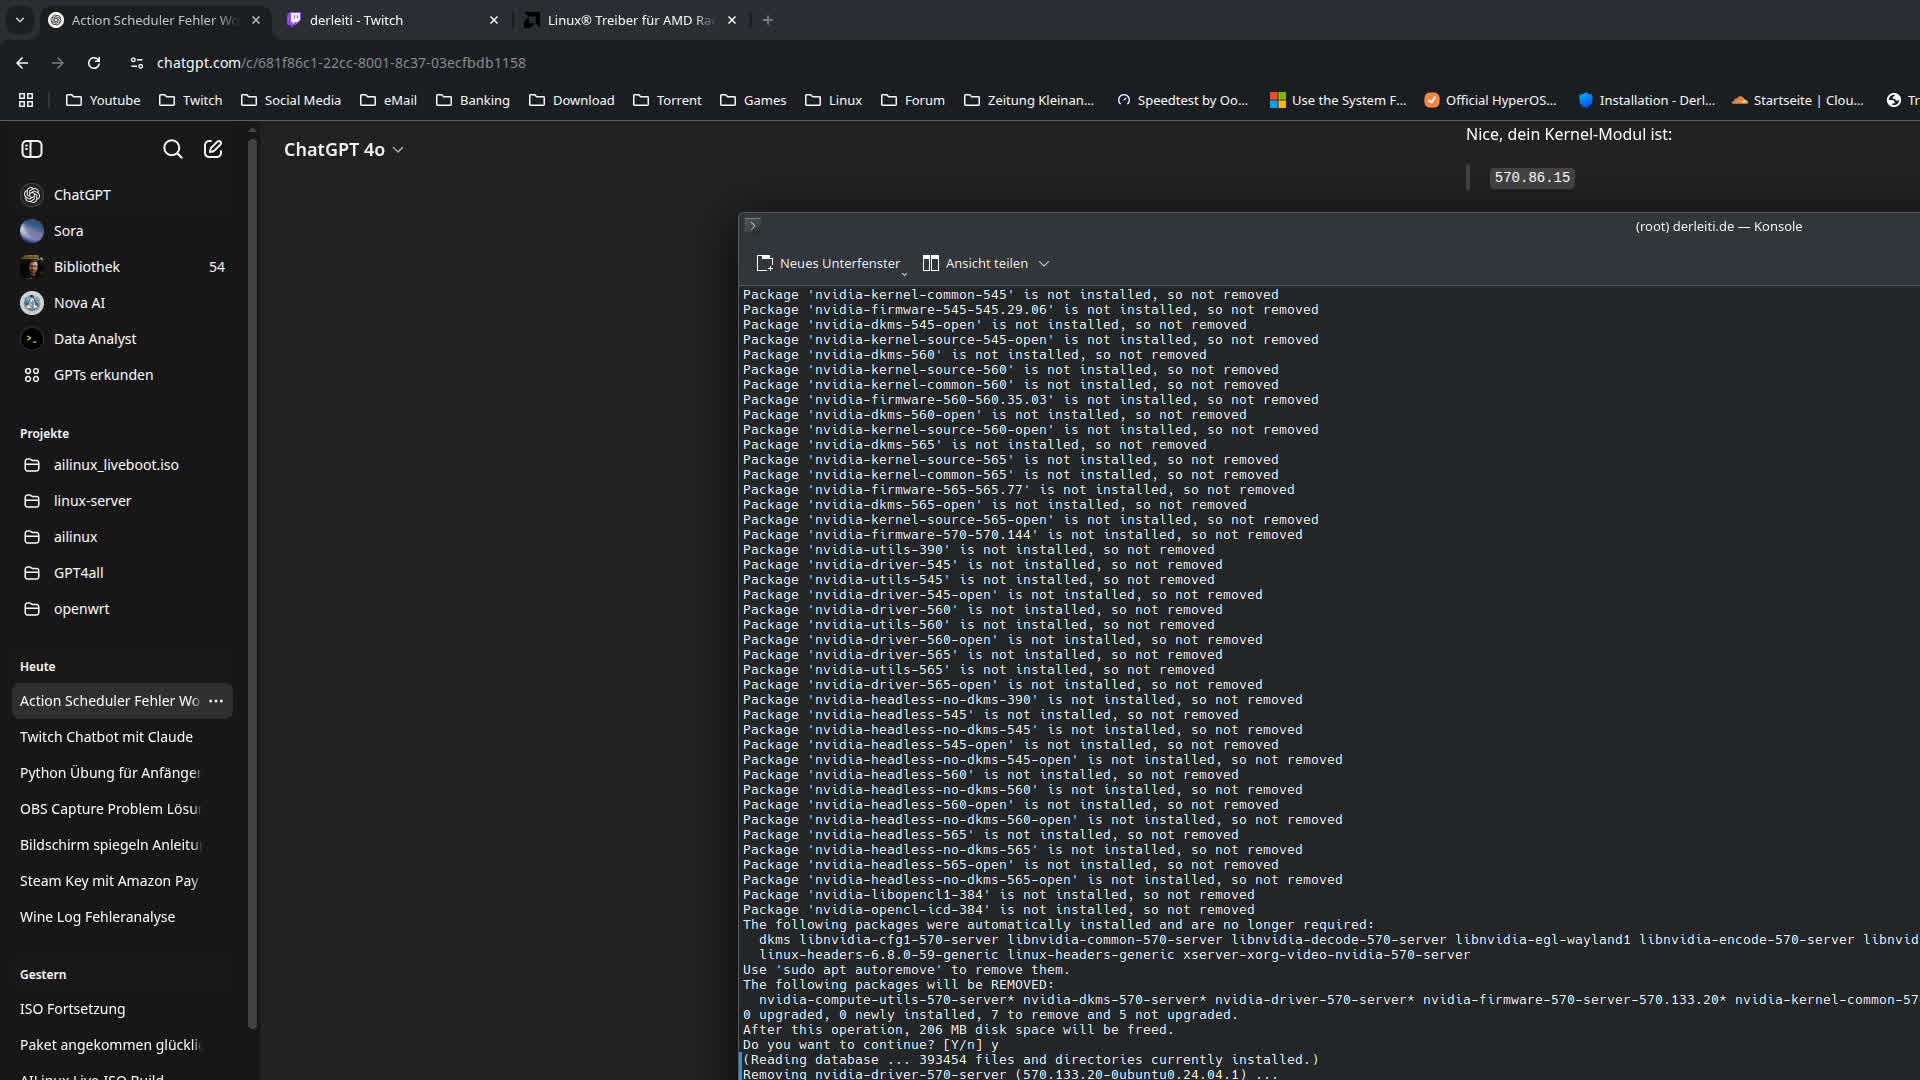 Action Scheduler Fehler Wo
derleiti - Twitch
Linux® Treiber für AMD Ra
chatgpt.com/c/681f86c1-22cc-8001-8c37-03ecfbdb1158
Youtube Twitch Social Media eMail Banking Download Torrent Games Linux Forum Zeitung Kleinan... Speedtest by Oo... Use the System F... Official HyperOS... Installation - Derl... Startseite | Clou... Tr
ChatGPT 4o
ChatGPT
Sora
Bibliothek 54
Nova AI
Data Analyst
GPTs erkunden
Projekte
ailinux_liveboot.iso
linux-server
ailinux
GPT4all
openwrt
Heute
Action Scheduler Fehler Wo
Twitch Chatbot mit Claude
Python Übung für Anfänger
OBS Capture Problem Lösu
Bildschirm spiegeln Anleitu
Steam Key mit Amazon Pay
Wine Log Fehleranalyse
Gestern
ISO Fortsetzung
Paket angekommen glückli
AILinux Live ISO Build
Nice, dein Kernel-Modul ist:
570.86.15
(root) derleiti.de — Konsole
Neues Unterfenster Ansicht teilen
Package 'nvidia-kernel-common-545' is not installed, so not removed
Package 'nvidia-firmware-545-545.29.06' is not installed, so not removed
Package 'nvidia-dkms-545-open' is not installed, so not removed
Package 'nvidia-kernel-source-545-open' is not installed, so not removed
Package 'nvidia-dkms-560' is not installed, so not removed
Package 'nvidia-kernel-source-560' is not installed, so not removed
Package 'nvidia-kernel-common-560' is not installed, so not removed
Package 'nvidia-firmware-560-560.35.03' is not installed, so not removed
Package 'nvidia-dkms-560-open' is not installed, so not removed
Package 'nvidia-kernel-source-560-open' is not installed, so not removed
Package 'nvidia-dkms-565' is not installed, so not removed
Package 'nvidia-kernel-source-565' is not installed, so not removed
Package 'nvidia-kernel-common-565' is not installed, so not removed
Package 'nvidia-firmware-565-565.77' is not installed, so not removed
Package 'nvidia-dkms-565-open' is not installed, so not removed
Package 'nvidia-kernel-source-565-open' is not installed, so not removed
Package 'nvidia-firmware-570-570.144' is not installed, so not removed
Package 'nvidia-utils-390' is not installed, so not removed
Package 'nvidia-driver-545' is not installed, so not removed
Package 'nvidia-utils-545' is not installed, so not removed
Package 'nvidia-driver-545-open' is not installed, so not removed
Package 'nvidia-driver-560' is not installed, so not removed
Package 'nvidia-utils-560' is not installed, so not removed
Package 'nvidia-driver-560-open' is not installed, so not removed
Package 'nvidia-driver-565' is not installed, so not removed
Package 'nvidia-utils-565' is not installed, so not removed
Package 'nvidia-driver-565-open' is not installed, so not removed
Package 'nvidia-headless-no-dkms-390' is not installed, so not removed
Package 'nvidia-headless-545' is not installed, so not removed
Package 'nvidia-headless-no-dkms-545' is not installed, so not removed
Package 'nvidia-headless-545-open' is not installed, so not removed
Package 'nvidia-headless-no-dkms-545-open' is not installed, so not removed
Package 'nvidia-headless-560' is not installed, so not removed
Package 'nvidia-headless-no-dkms-560' is not installed, so not removed
Package 'nvidia-headless-560-open' is not installed, so not removed
Package 'nvidia-headless-no-dkms-560-open' is not installed, so not removed
Package 'nvidia-headless-565' is not installed, so not removed
Package 'nvidia-headless-no-dkms-565' is not installed, so not removed
Package 'nvidia-headless-565-open' is not installed, so not removed
Package 'nvidia-headless-no-dkms-565-open' is not installed, so not removed
Package 'nvidia-libopencl1-384' is not installed, so not removed
Package 'nvidia-opencl-icd-384' is not installed, so not removed
The following packages were automatically installed and are no longer required:
dkms libnvidia-cfg1-570-server libnvidia-common-570-server libnvidia-decode-570-server libnvidia-egl-wayland1 libnvidia-encode-570-server libnvid
linux-headers-6.8.0-59-generic linux-headers-generic xserver-xorg-video-nvidia-570-server
Use 'sudo apt autoremove' to remove them.
The following packages will be REMOVED:
nvidia-compute-utils-570-server* nvidia-dkms-570-server* nvidia-driver-570-server* nvidia-firmware-570-server-570.133.20* nvidia-kernel-common-57
0 upgraded, 0 newly installed, 7 to remove and 5 not upgraded.
After this operation, 206 MB disk space will be freed.
Do you want to continue? [Y/n] y
(Reading database ... 393454 files and directories currently installed.)
Removing nvidia-driver-570-server (570.133.20-0ubuntu0.24.04.1) ...